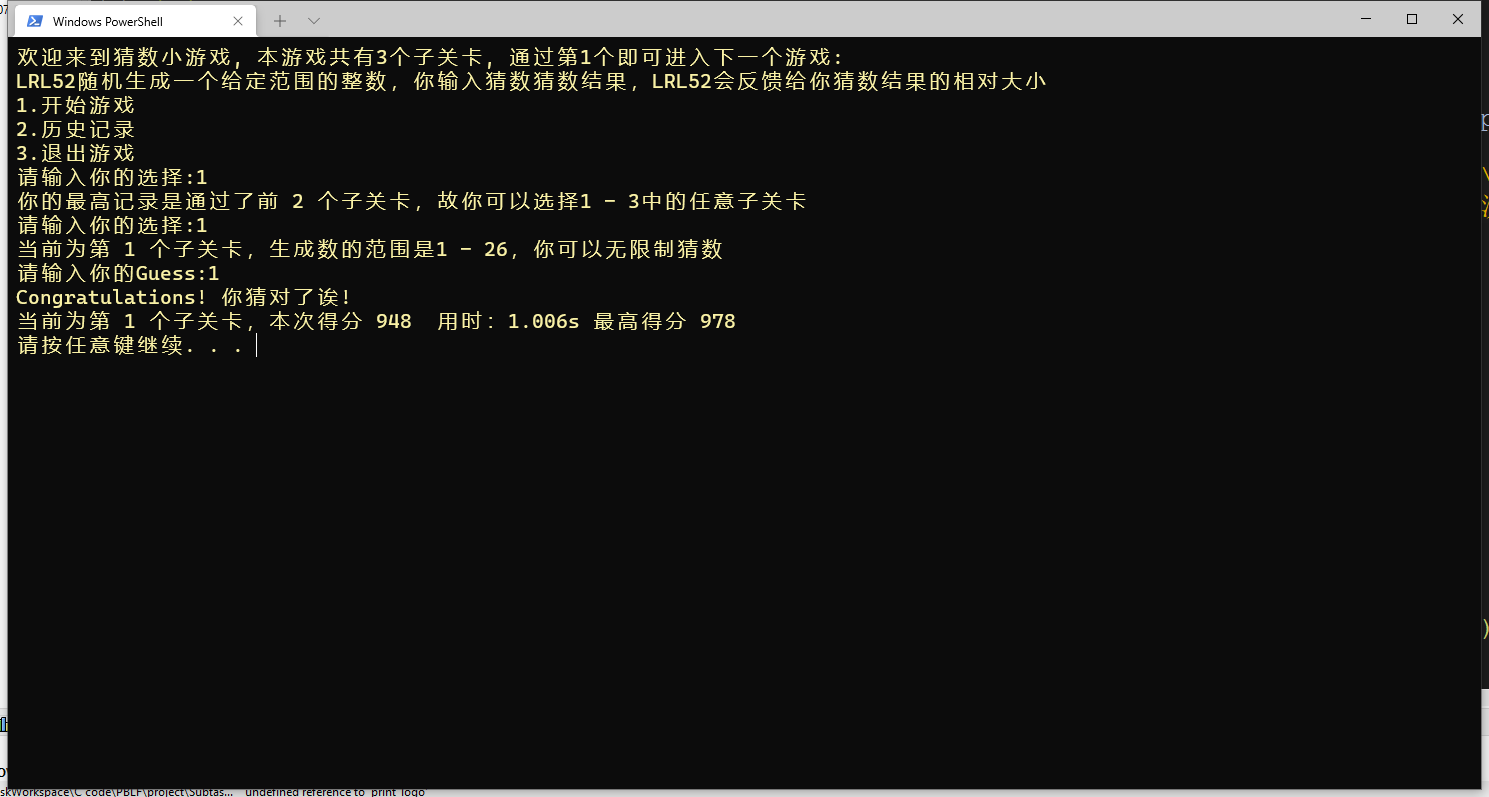 Windows PowerShell
欢迎来到猜数小游戏，本游戏共有3个子关卡，通过第1个即可进入下一个游戏：
LRL52随机生成一个给定范围的整数，你输入猜数猜数结果，LRL52会反馈给你猜数结果的相对大小
1.开始游戏
2.历史记录
3.退出游戏
请输入你的选择:1
你的最高记录是通过了前 2 个子关卡，故你可以选择1 - 3中的任意子关卡
请输入你的选择:1
当前为第 1 个子关卡，生成数的范围是1 - 26，你可以无限制猜数
请输入你的Guess:1
Congratulations! 你猜对了诶!
当前为第 1 个子关卡，本次得分 948  用时：1.006s 最高得分 978
请按任意键继续. . .
skWorkspace\C code\PBLF\project\Subtas... undefined reference to `print_logo'